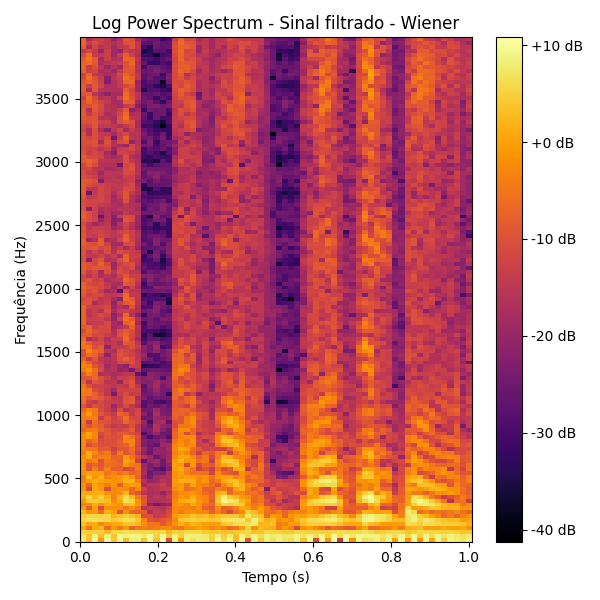 Log Power Spectrum - Sinal filtrado - Wiener
Frequência (Hz)
3500
3000
2500
2000
1500
1000
500
0
0.0 0.2 0.4 0.6 0.8 1.0
Tempo (s)
+10 dB
+0 dB
-10 dB
-20 dB
-30 dB
-40 dB